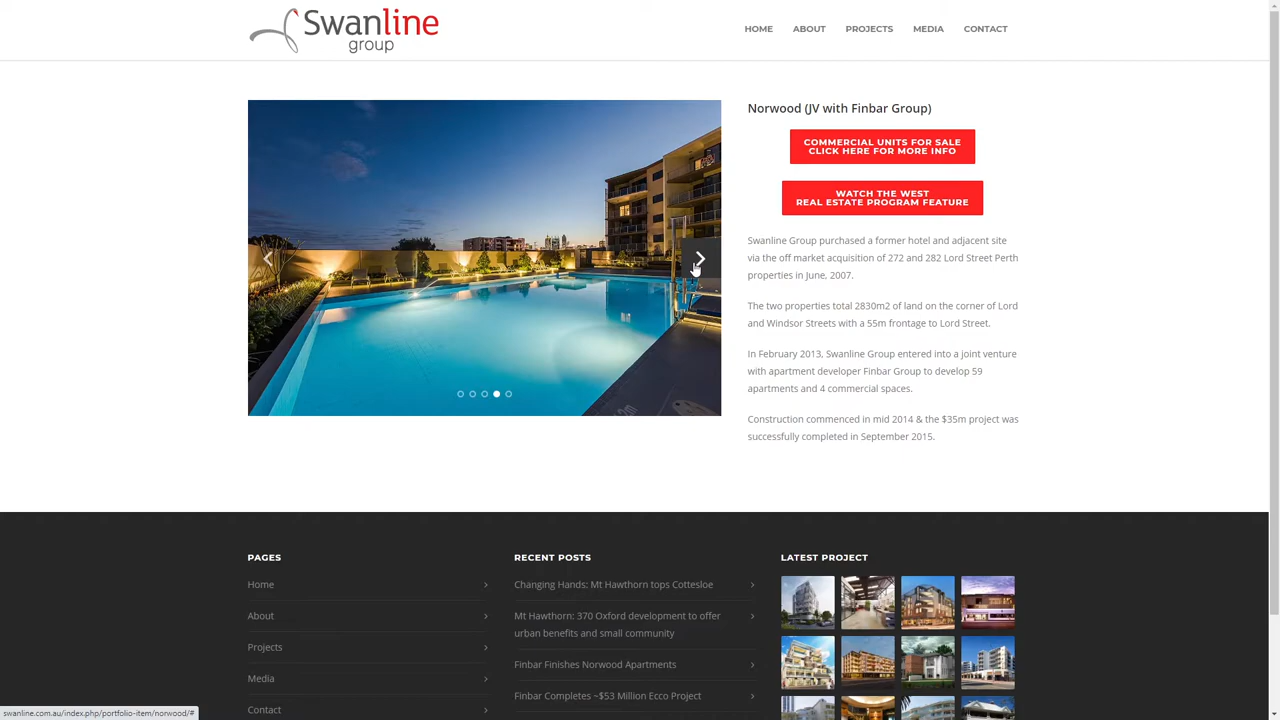 Swanline
group
HOME
ABOUT
PROJECTS
MEDIA
CONTACT
Norwood (JV with Finbar Group)
COMMERCIAL UNITS FOR SALE
CLICK HERE FOR MORE INFO
WATCH THE WEST
REAL ESTATE PROGRAM FEATURE
Swanline Group purchased a former hotel and adjacent site
via the off market acquisition of 272 and 282 Lord Street Perth
properties in June, 2007.
The two properties total 2830m2 of land on the corner of Lord
and Windsor Streets with a 55m frontage to Lord Street.
In February 2013, Swanline Group entered into a joint venture
with apartment developer Finbar Group to develop 59
apartments and 4 commercial spaces.
Construction commenced in mid 2014 & the $35m project was
successfully completed in September 2015.
PAGES
Home
About
Projects
Media
Contact
RECENT POSTS
Changing Hands: Mt Hawthorn tops Cottesloe
Mt Hawthorn: 370 Oxford development to offer
urban benefits and small community
Finbar Finishes Norwood Apartments
Finbar Completes ~$53 Million Ecco Project
LATEST PROJECT
swanline.com.au/index.php/portfolio-item/norwood/#